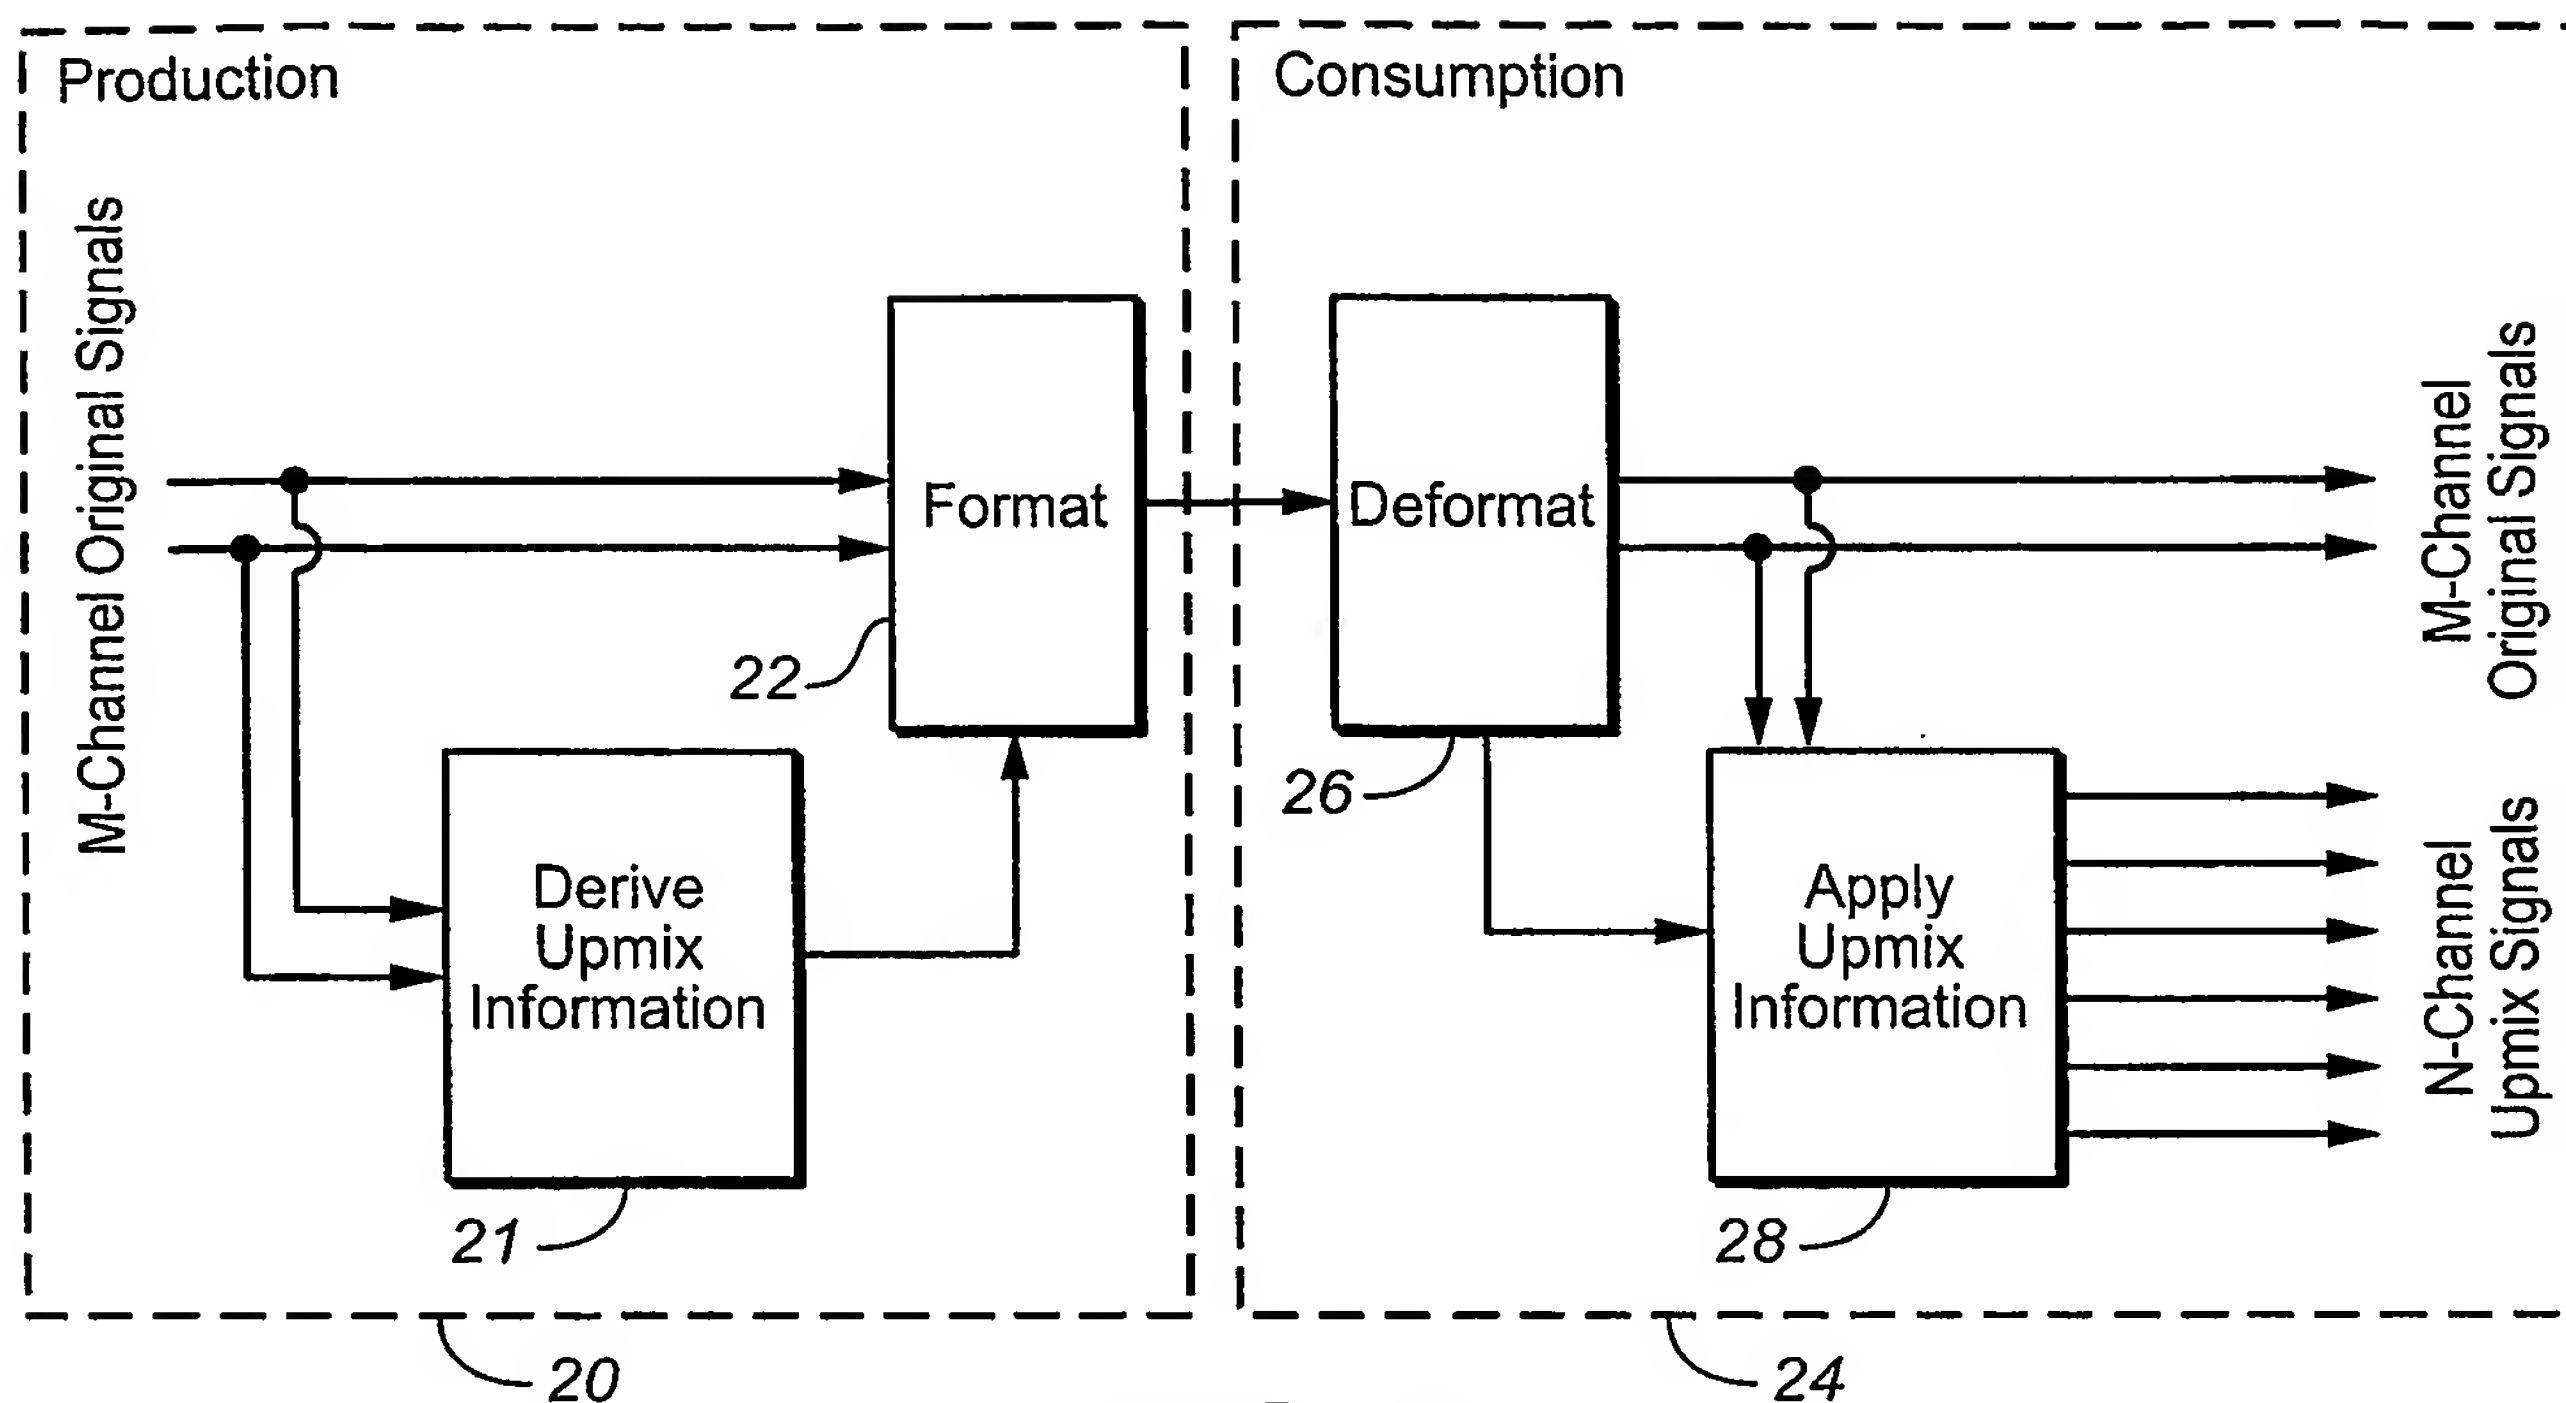 Production
Consumption
M-Channel Original Signals
Format
Deformat
M-Channel
Original Signals
22
26
Derive
Upmix
Information
Apply
Upmix
Information
N-Channel
Upmix Signals
21
28
20
24